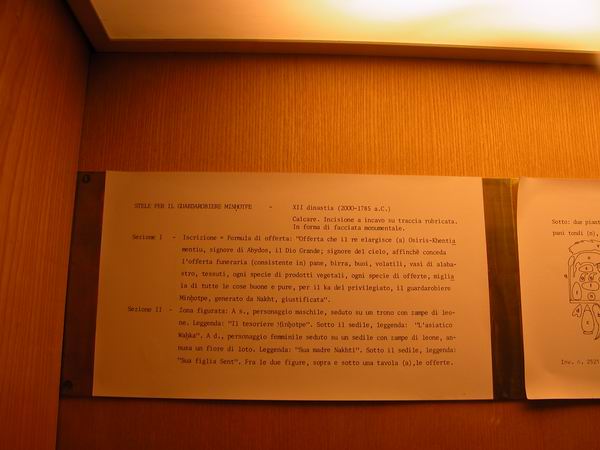 STELE PER IL GUARDAROBIERE MINḤOTPE - XII dinastia (2000-1785 a.C.)
Calcare. Incisione a incavo su traccia rubricata.
In forma di facciata monumentale.
Sezione I - Iscrizione = Formula di offerta: "Offerta che il re elargisce (a) Osiris-Khentia
mentiu, signore di Abydos, il Dio Grande; signore del cielo, affinchè conceda
l'offerta funeraria (consistente in) pane, birra, buoi, volatili, vasi di alaba-
stro, tessuti, ogni specie di prodotti vegetali, ogni specie di offerte, miglia
ia di tutte le cose buone e pure, per il ka del privilegiato, il guardarobiere
Minḥotpe, generato da Nakht, giustificato".
Sezione II - Zona figurata: A s., personaggio maschile, seduto su un trono con zampe di leo-
ne. Leggenda: "Il tesoriere Minḥotpe". Sotto il sedile, leggenda: "L'asiatico
Waḥka". A d., personaggio femminile seduto su un sedile con zampe di leone, an-
nusa un fiore di loto. Leggenda: "Sua madre Nakhti". Sotto il sedile, leggenda:
"Sua figlia Sent". Fra le due figure, sopra e sotto una tavola (a), le offerte.
Sotto: due piant
pani tondi (n),
Inv. n. 2525